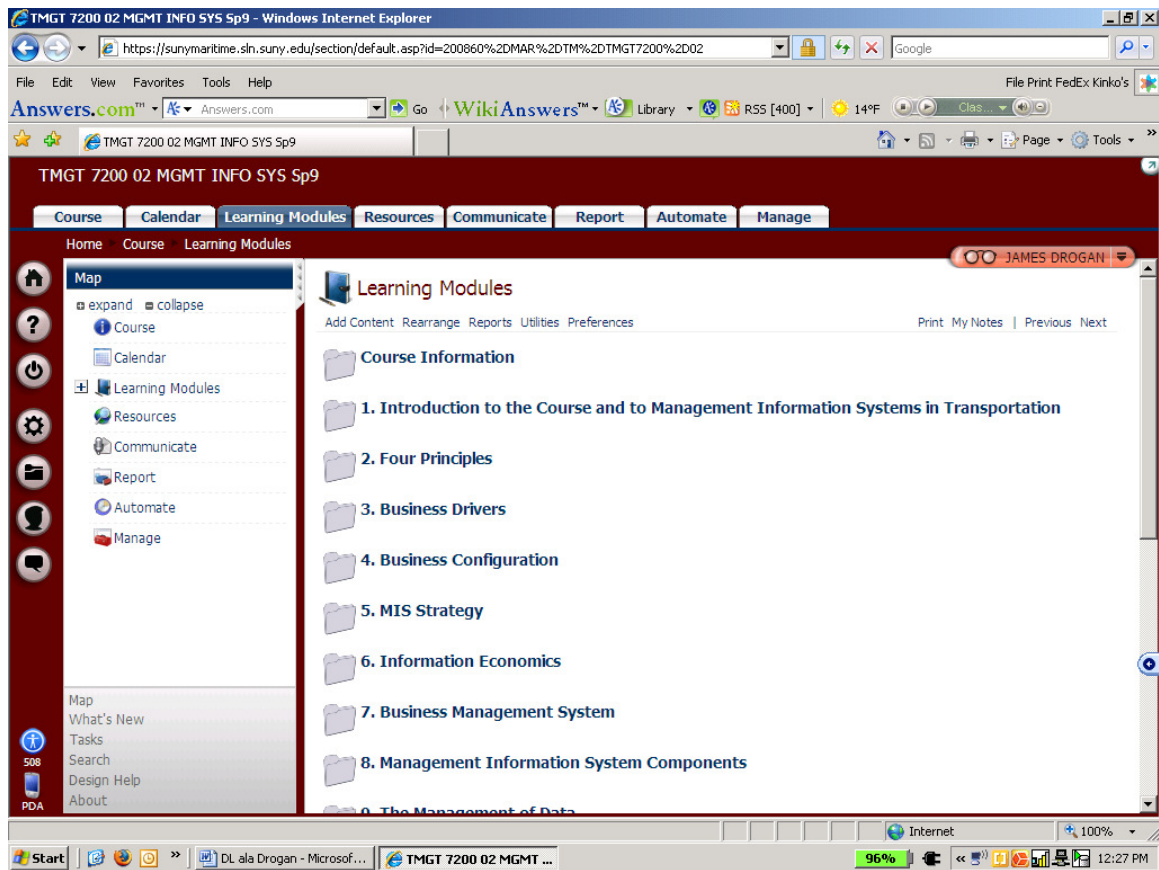 TMGT 7200 02 MGMT INFO SYS Sp9 - Windows Internet Explorer
https://sunymaritime.sln.suny.edu/section/default.asp?id=200860%2DMAR%2DTM%2DTMGT7200%2D02
Google
File Edit View Favorites Tools Help
File Print FedEx Kinko's
Answers.com™ Answers.com Go WikiAnswers™ Library RSS [400] 14°F Clas...
TMGT 7200 02 MGMT INFO SYS Sp9
Page Tools »
TMGT 7200 02 MGMT INFO SYS Sp9
Course Calendar Learning Modules Resources Communicate Report Automate Manage
Home Course Learning Modules
JAMES DROGAN
Map
expand collapse
Course
Calendar
Learning Modules
Resources
Communicate
Report
Automate
Manage
Map
What's New
Tasks
Search
Design Help
About
508
PDA
Learning Modules
Add Content Rearrange Reports Utilities Preferences
Print My Notes | Previous Next
Course Information
1. Introduction to the Course and to Management Information Systems in Transportation
2. Four Principles
3. Business Drivers
4. Business Configuration
5. MIS Strategy
6. Information Economics
7. Business Management System
8. Management Information System Components
9. The Management of Data
Internet 100%
Start » DL ala Drogan - Microsof... TMGT 7200 02 MGMT ... 96% « 12:27 PM